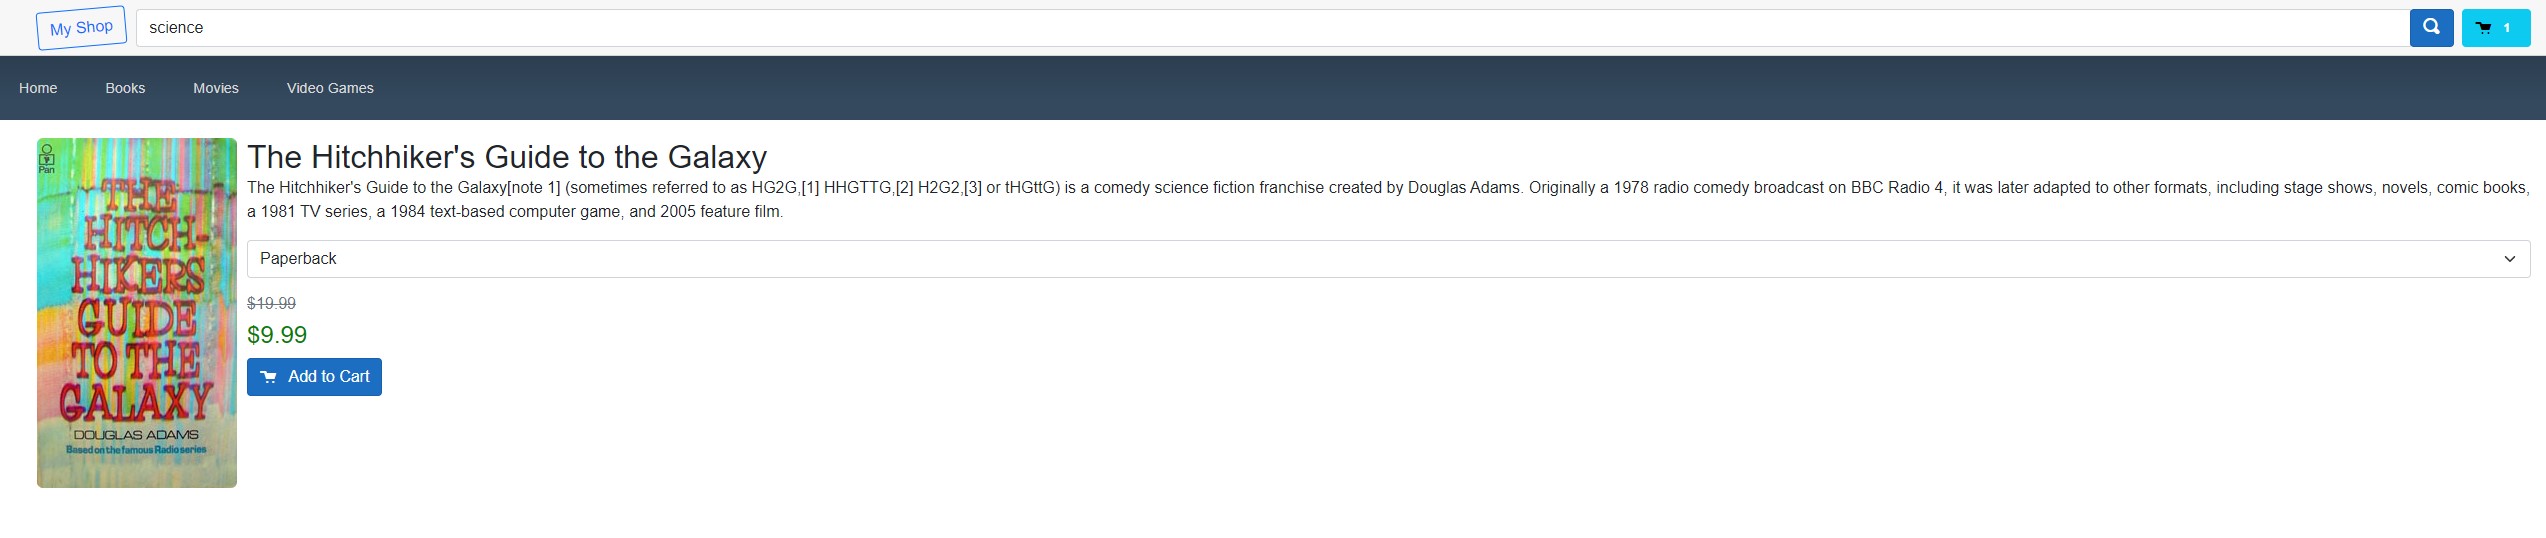 My Shop
science
1
Home
Books
Movies
Video Games
Pan
THE
HITCH-
HIKERS
GUIDE
TO THE
GALAXY
DOUGLAS ADAMS
Based on the famous Radio series
The Hitchhiker's Guide to the Galaxy
The Hitchhiker's Guide to the Galaxy[note 1] (sometimes referred to as HG2G,[1] HHGTTG,[2] H2G2,[3] or tHGttG) is a comedy science fiction franchise created by Douglas Adams. Originally a 1978 radio comedy broadcast on BBC Radio 4, it was later adapted to other formats, including stage shows, novels, comic books,
a 1981 TV series, a 1984 text-based computer game, and 2005 feature film.
Paperback
$19.99
$9.99
Add to Cart